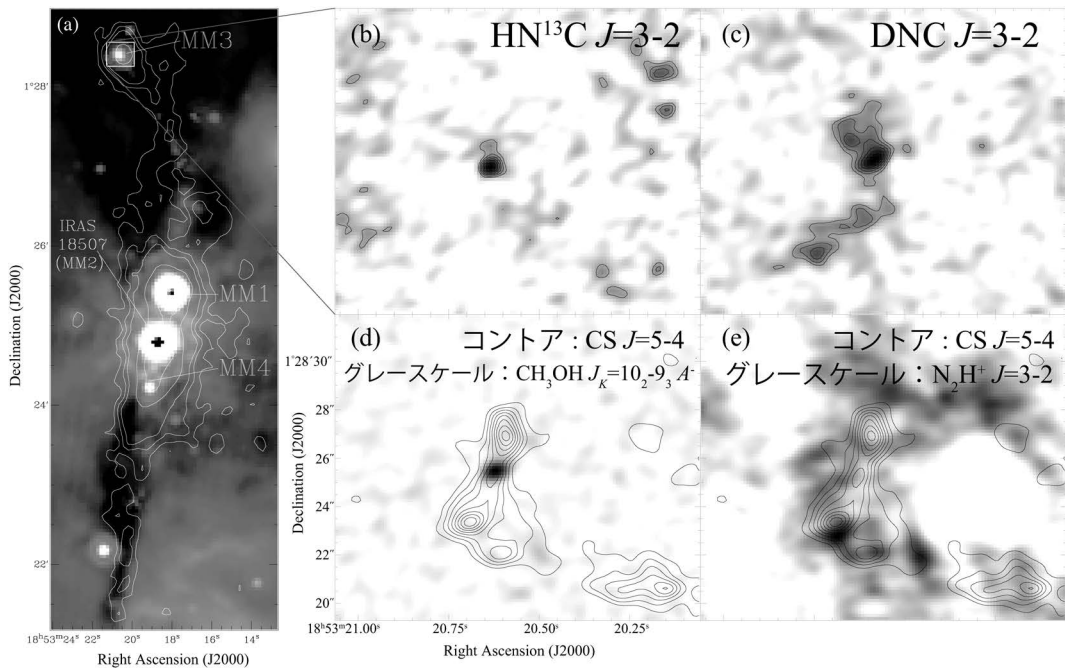 (a)
MM3
IRAS
18507
(MM2)
MM1
MM4
1°28′
26′
24′
22′
Declination (J2000)
18ʰ53ᵐ24ˢ 22ˢ 20ˢ 18ˢ 16ˢ 14ˢ
Right Ascension (J2000)
(b) HN¹³C J=3-2
(c) DNC J=3-2
(d) コントア : CS J=5-4
グレースケール：CH₃OH J_K=10₂-9₃ A⁻
(e) コントア : CS J=5-4
グレースケール：N₂H⁺ J=3-2
1°28′30″
28″
26″
24″
22″
20″
Declination (J2000)
18ʰ53ᵐ21.00ˢ 20.75ˢ 20.50ˢ 20.25ˢ
Right Ascension (J2000)